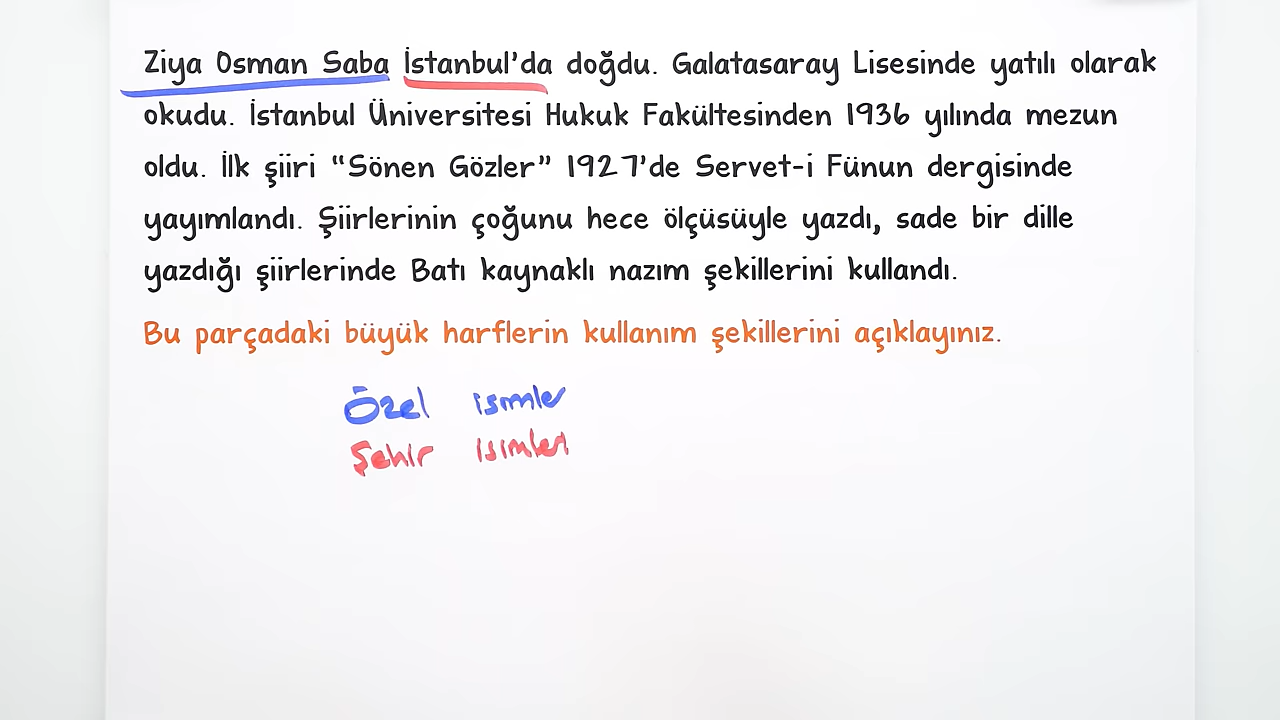 Ziya Osman Saba İstanbul'da doğdu. Galatasaray Lisesinde yatılı olarak
okudu. İstanbul Üniversitesi Hukuk Fakültesinden 1936 yılında mezun
oldu. İlk şiiri “Sönen Gözler” 1927'de Servet-i Fünun dergisinde
yayımlandı. Şiirlerinin çoğunu hece ölçüsüyle yazdı, sade bir dille
yazdığı şiirlerinde Batı kaynaklı nazım şekillerini kullandı.
Bu parçadaki büyük harflerin kullanım şekillerini açıklayınız.
Özel isimler
Şehir isimleri